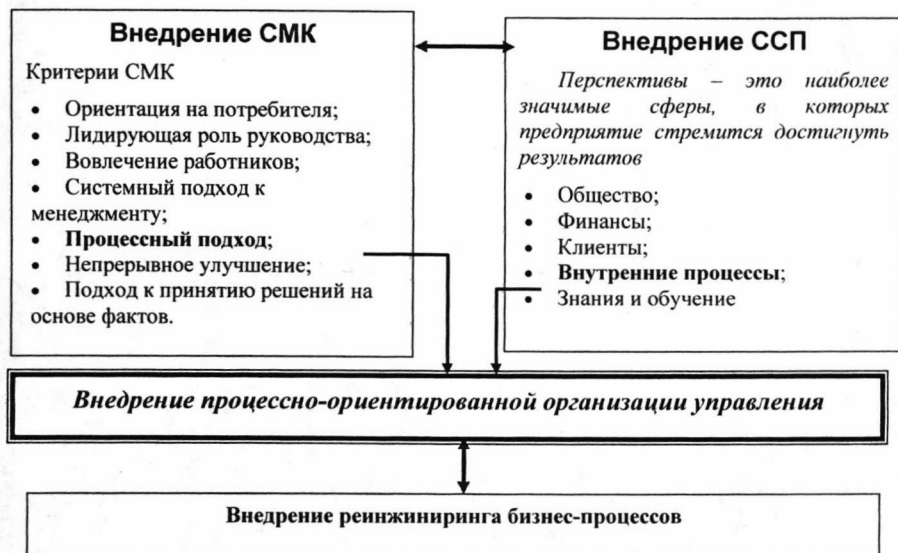 Внедрение СМК
Критерии СМК
• Ориентация на потребителя;
• Лидирующая роль руководства;
• Вовлечение работников;
• Системный подход к
менеджменту;
• Процессный подход;
• Непрерывное улучшение;
• Подход к принятию решений на
основе фактов.
Внедрение ССП
Перспективы – это наиболее
значимые сферы, в которых
предприятие стремится достигнуть
результатов
• Общество;
• Финансы;
• Клиенты;
• Внутренние процессы;
• Знания и обучение
Внедрение процессно-ориентированной организации управления
Внедрение реинжиниринга бизнес-процессов